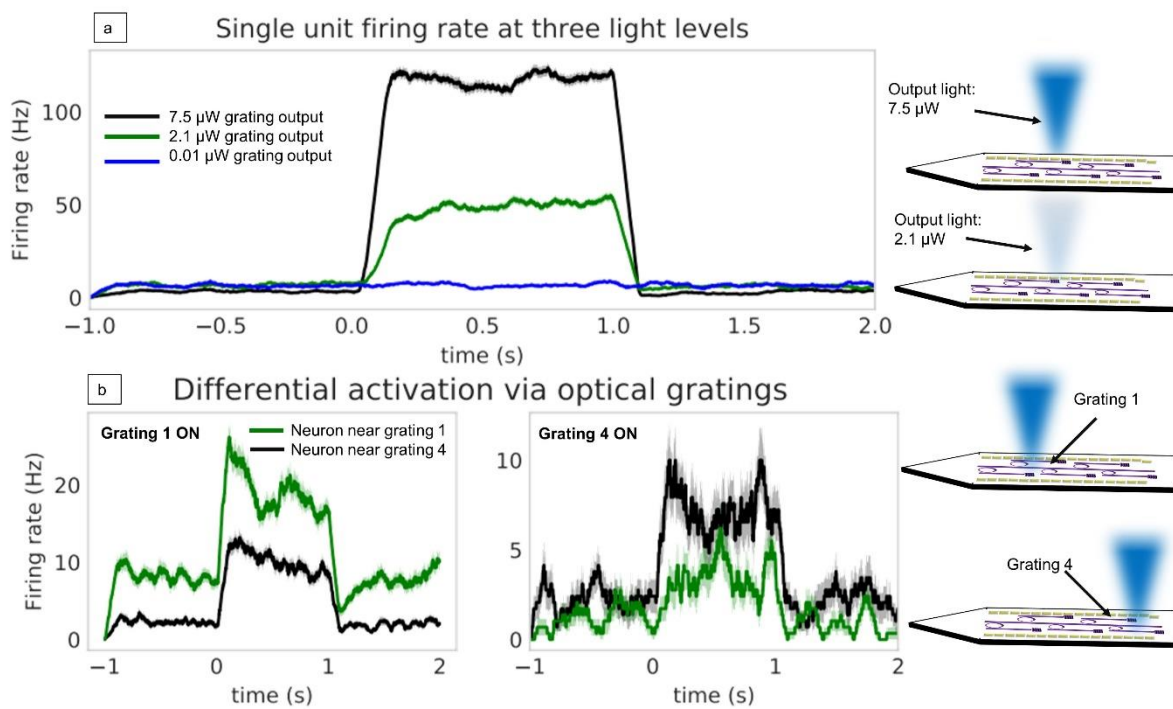 a
Single unit firing rate at three light levels
Firing rate (Hz)
100
50
0
7.5 µW grating output
2.1 µW grating output
0.01 µW grating output
−1.0 −0.5 0.0 0.5 1.0 1.5 2.0
time (s)
Output light:
7.5 µW
Output light:
2.1 µW
b
Differential activation via optical gratings
Grating 1 ON
Neuron near grating 1
Neuron near grating 4
Firing rate (Hz)
20
10
0
−1 0 1 2
time (s)
Grating 4 ON
10
5
0
−1 0 1 2
time (s)
Grating 1
Grating 4